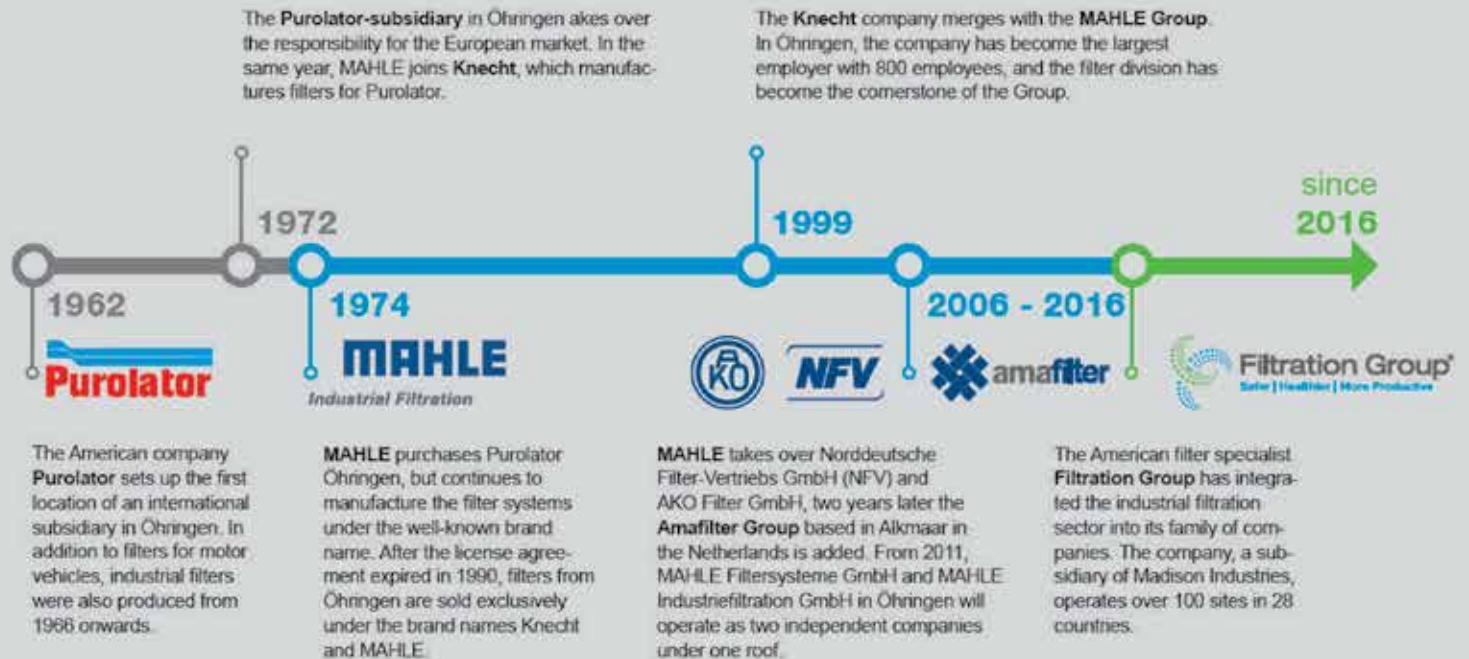 The Purolator-subsidiary in Öhringen akes over
the responsibility for the European market. In the
same year, MAHLE joins Knecht, which manufac-
tures filters for Purolator.
The Knecht company merges with the MAHLE Group.
In Öhringen, the company has become the largest
employer with 800 employees, and the filter division has
become the cornerstone of the Group.
1972
1999
since
2016
1962
1974
2006 - 2016
Purolator
MAHLE
Industrial Filtration
KO
NFV
amafilter
Filtration Group®
Safer | Healthier | More Productive
The American company
Purolator sets up the first
location of an international
subsidiary in Öhringen. In
addition to filters for motor
vehicles, industrial filters
were also produced from
1966 onwards.
MAHLE purchases Purolator
Öhringen, but continues to
manufacture the filter systems
under the well-known brand
name. After the license agree-
ment expired in 1990, filters from
Öhringen are sold exclusively
under the brand names Knecht
and MAHLE.
MAHLE takes over Norddeutsche
Filter-Vertriebs GmbH (NFV) and
AKO Filter GmbH, two years later the
Amafilter Group based in Alkmaar in
the Netherlands is added. From 2011,
MAHLE Filtersysteme GmbH and MAHLE
Industriefiltration GmbH in Öhringen will
operate as two independent companies
under one roof.
The American filter specialist
Filtration Group has integra-
ted the industrial filtration
sector into its family of com-
panies. The company, a sub-
sidiary of Madison Industries,
operates over 100 sites in 28
countries.